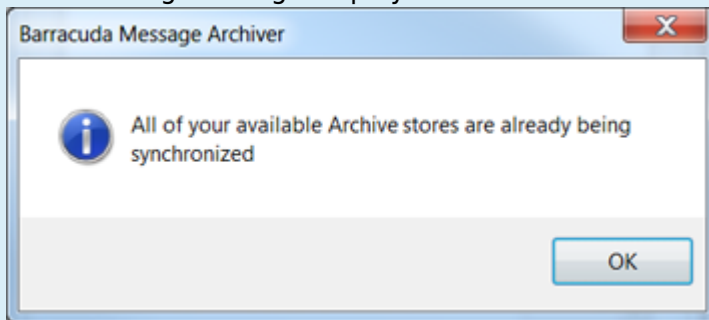 Barracuda Message Archiver
All of your available Archive stores are already being
synchronized
OK